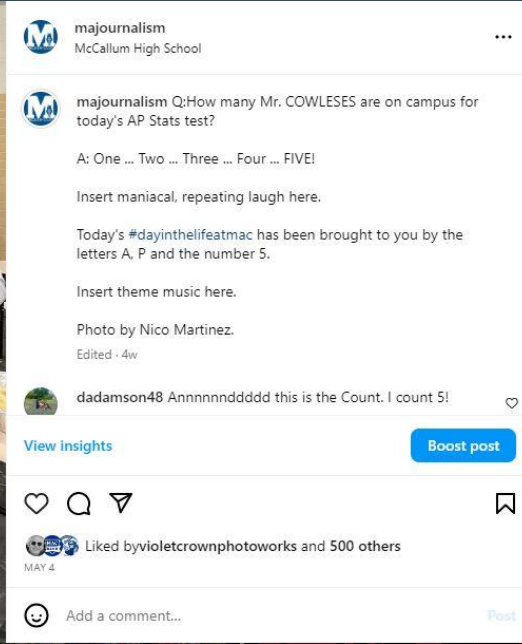 majournalism
McCallum High School
majournalism Q:How many Mr. COWLESES are on campus for
today's AP Stats test?
A: One ... Two ... Three ... Four ... FIVE!
Insert maniacal, repeating laugh here.
Today's #dayinthelifeatmac has been brought to you by the
letters A, P and the number 5.
Insert theme music here.
Photo by Nico Martinez.
Edited · 4w
dadamson48 Annnnnnddddd this is the Count. I count 5!
View insights
Boost post
Liked byvioletcrownphotoworks and 500 others
MAY 4
Add a comment...
Post